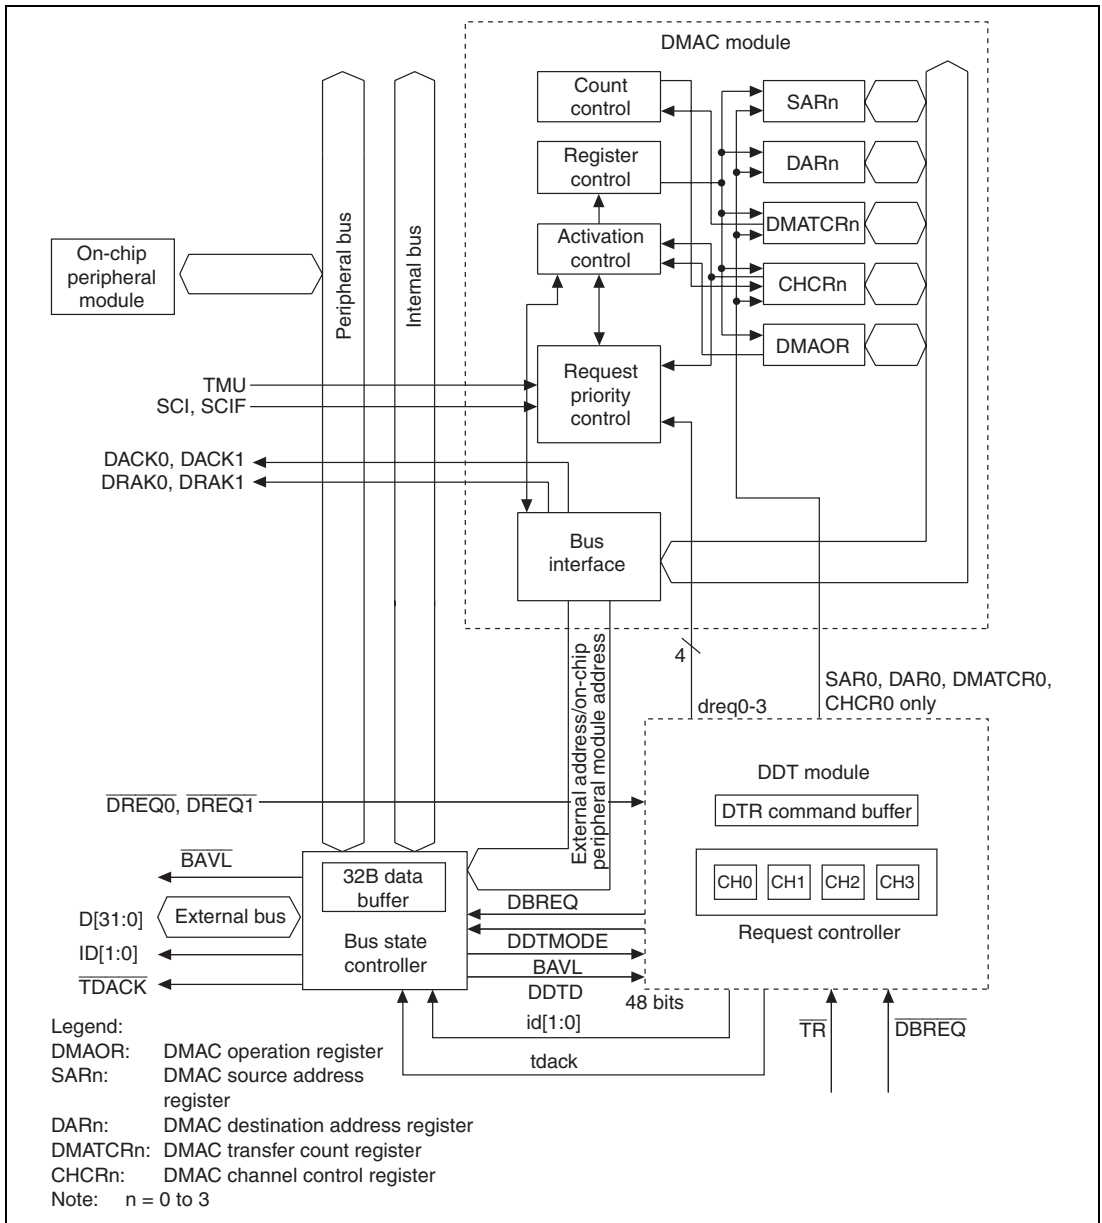 DMAC module
Count
control
SARn
Register
control
DARn
DMATCRn
Activation
control
CHCRn
DMAOR
On-chip
peripheral
module
Peripheral bus
Internal bus
Request
priority
control
TMU
SCI, SCIF
DACK0, DACK1
DRAK0, DRAK1
Bus
interface
4
dreq0-3
SAR0, DAR0, DMATCR0,
CHCR0 only
External address/on-chip
peripheral module address
DDT module
DTR command buffer
DREQ0, DREQ1
CH0 CH1 CH2 CH3
Request controller
BAVL
32B data
buffer
D[31:0]
External bus
ID[1:0]
Bus state
controller
TDACK
DBREQ
DDTMODE
BAVL
DDTD
48 bits
id[1:0]
tdack
TR
DBREQ
Legend:
DMAOR: DMAC operation register
SARn: DMAC source address
register
DARn: DMAC destination address register
DMATCRn: DMAC transfer count register
CHCRn: DMAC channel control register
Note: n = 0 to 3